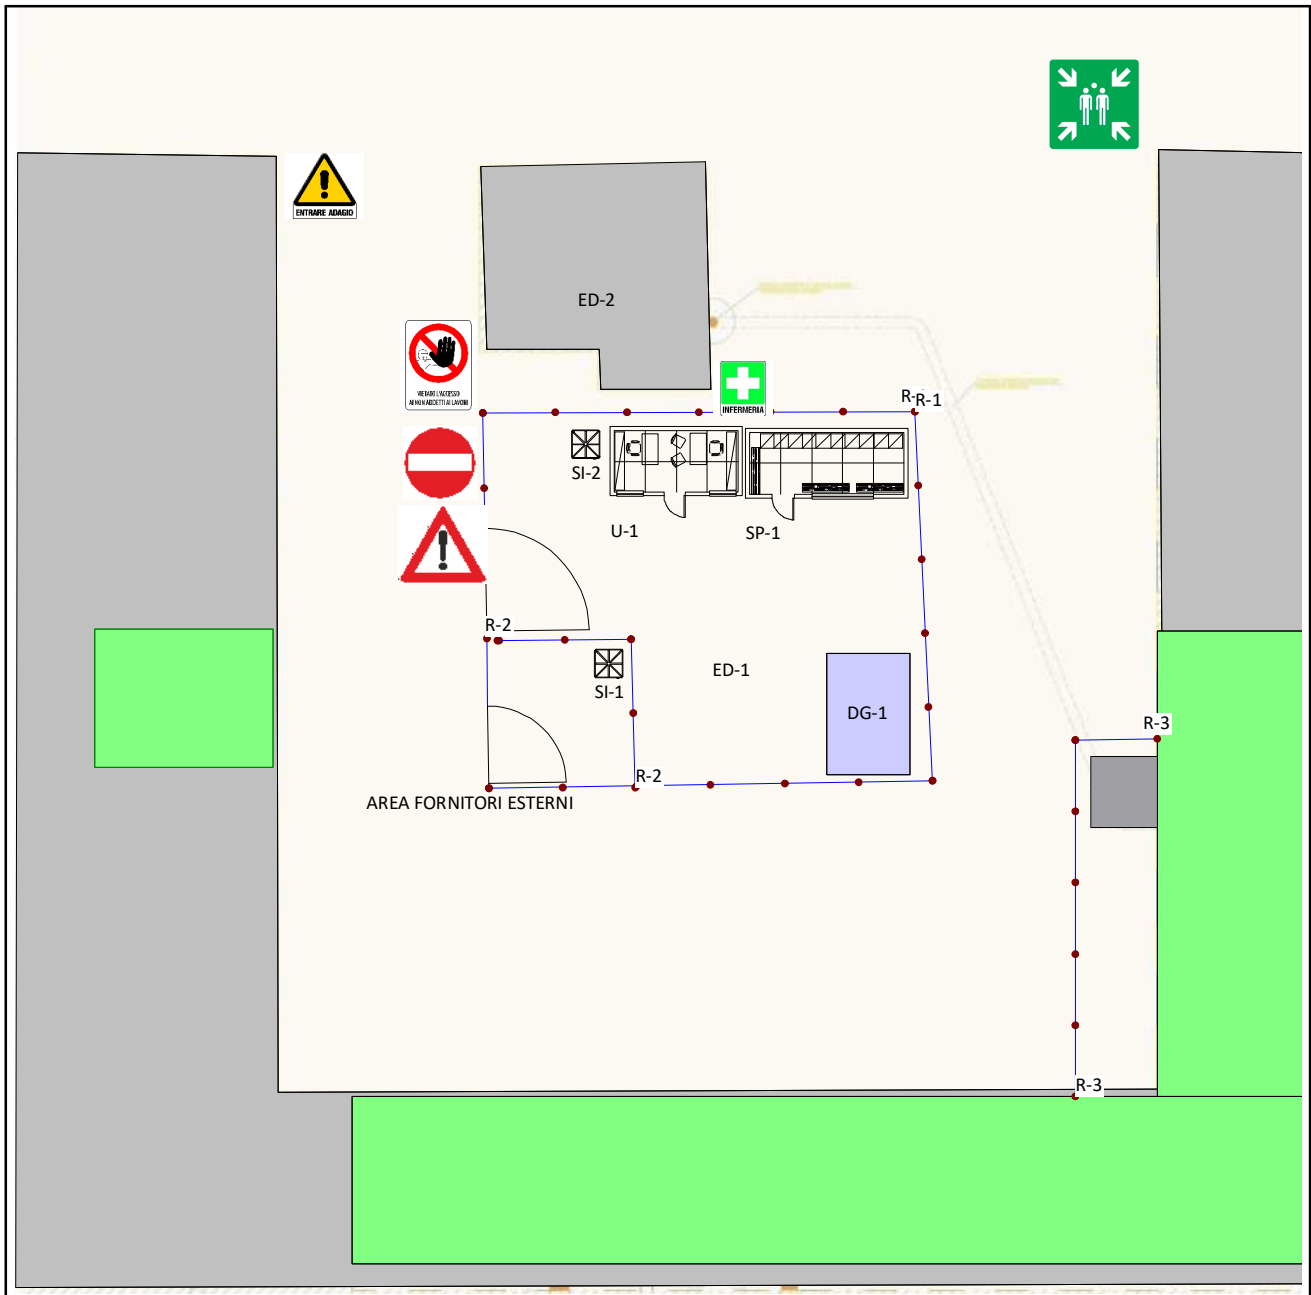 ENTRARE ADAGIO
ED-2
VIETATO L'ACCESSO
AI NON ADDETTI AI LAVORI
INFERMERIA
R-
R-1
SI-2
U-1
SP-1
R-2
SI-1
ED-1
DG-1
R-3
R-2
AREA FORNITORI ESTERNI
R-3